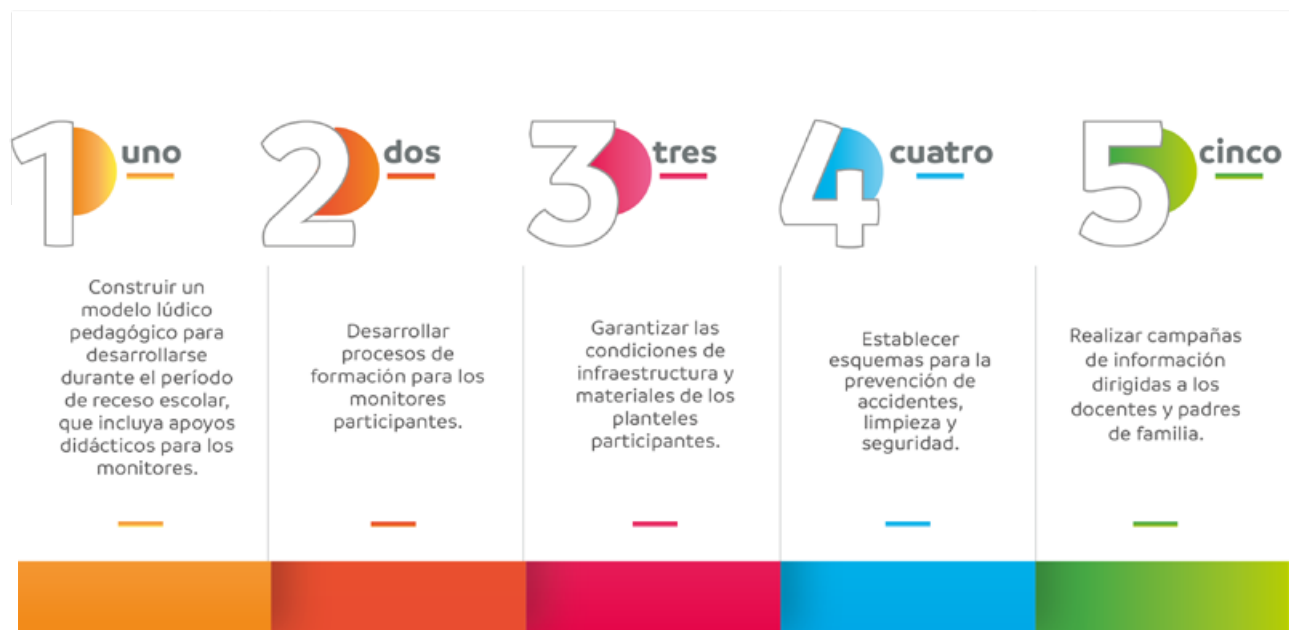 1 uno
Construir un
modelo lúdico
pedagógico para
desarrollarse
durante el período
de receso escolar,
que incluya apoyos
didácticos para los
monitores.
2 dos
Desarrollar
procesos de
formación para los
monitores
participantes.
3 tres
Garantizar las
condiciones de
infraestructura y
materiales de los
planteles
participantes.
4 cuatro
Establecer
esquemas para la
prevención de
accidentes,
limpieza y
seguridad.
5 cinco
Realizar campañas
de información
dirigidas a los
docentes y padres
de familia.